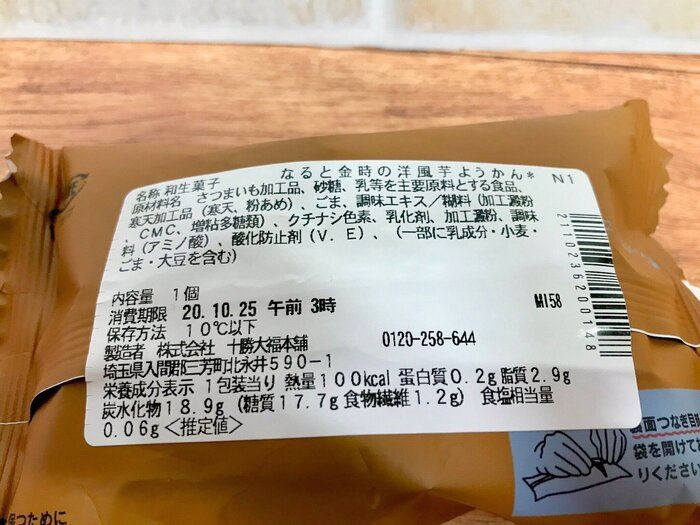 なると金時の洋風芋ようかん* N1
名称 和生菓子
原材料名 さつまいも加工品、砂糖、乳等を主要原料とする食品、
寒天加工品（寒天、粉あめ）、ごま、調味エキス／糊料（加工澱粉
、CMC、増粘多糖類）、クチナシ色素、乳化剤、加工澱粉、調味
料（アミノ酸）、酸化防止剤（V.E）、（一部に乳成分・小麦・
ごま・大豆を含む）
2110236200148
内容量 1個
消費期限 20.10.25 午前 3時 M158
保存方法 10℃以下
製造者 株式会社 十勝大福本舗 0120-258-644
埼玉県入間郡三芳町北永井590-1
栄養成分表示 1包装当り 熱量100kcal 蛋白質0.2g 脂質2.9g
炭水化物18.9g（糖質17.7g 食物繊維1.2g） 食塩相当量
0.06g＜推定値＞
裏面つなぎ目
袋を開けてお
りください
つために